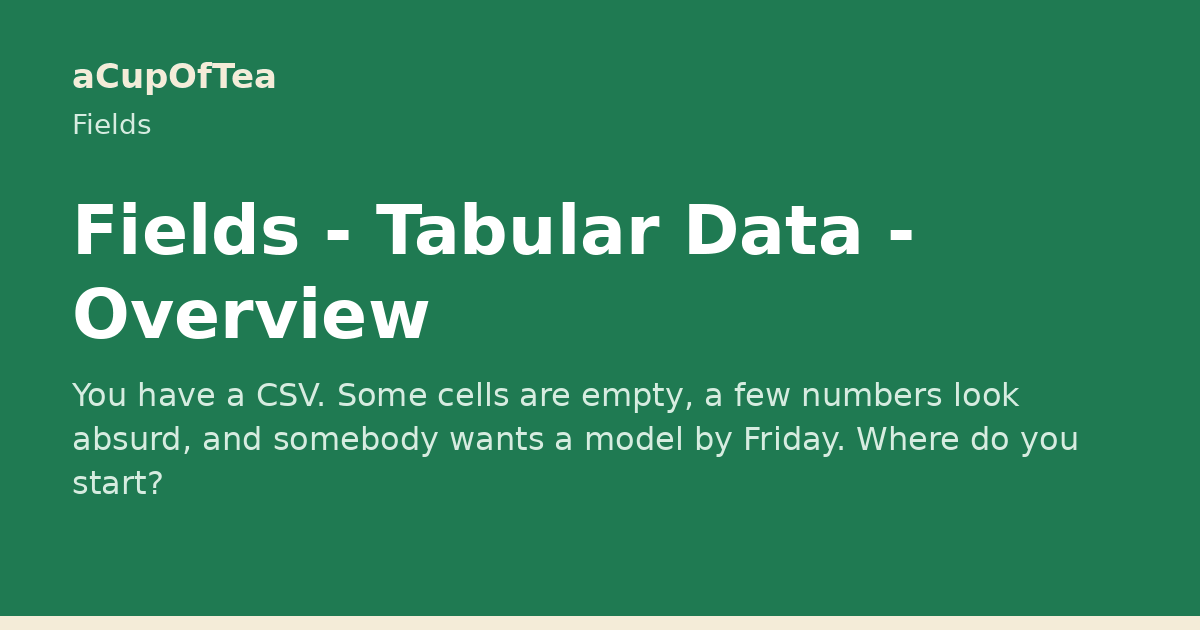 aCupOfTea
Fields
Fields - Tabular Data -
Overview
You have a CSV. Some cells are empty, a few numbers look
absurd, and somebody wants a model by Friday. Where do you
start?